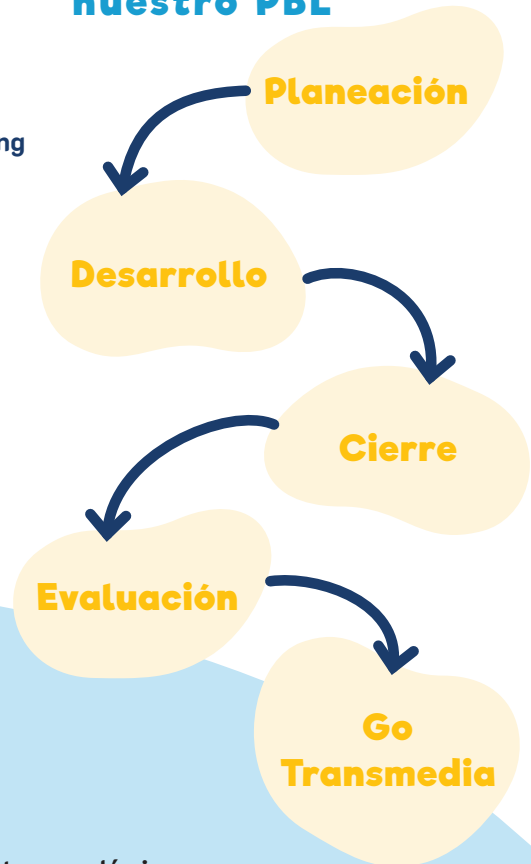 nuestro PBL
Planeación
ng
Desarrollo
Cierre
Evaluación
Go
Transmedia